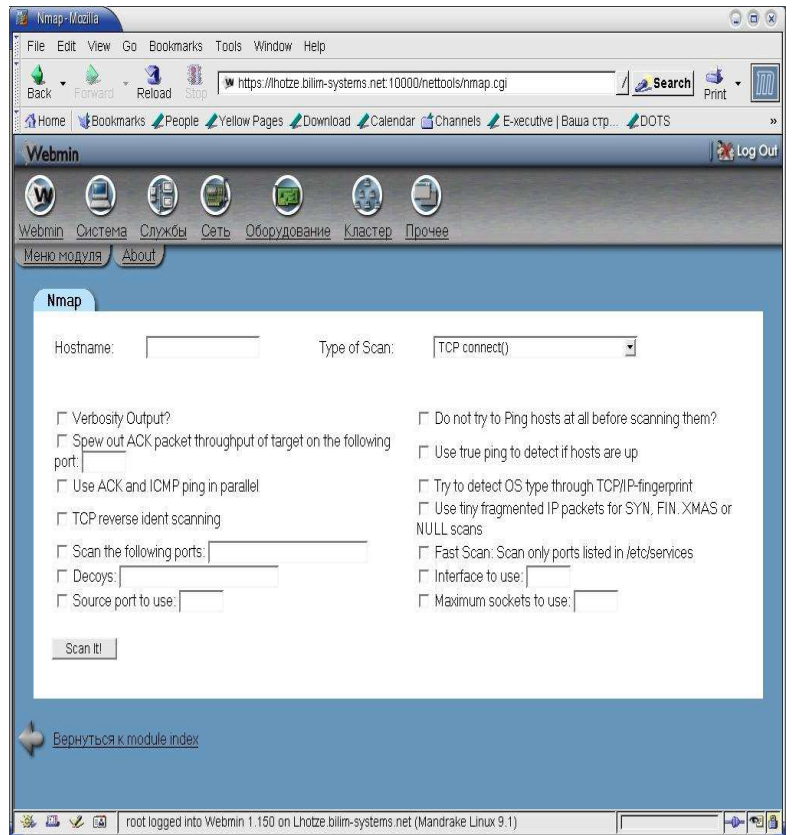 Nmap - Mozilla
File Edit View Go Bookmarks Tools Window Help
Back Forward Reload Stop https://lhotze.bilim-systems.net:10000/nettools/nmap.cgi Search Print
Home Bookmarks People Yellow Pages Download Calendar Channels E-xecutive | Ваша стр... DOTS »
Webmin Log Out
Webmin Система Службы Сеть Оборудование Кластер Прочее
Меню модуля About
Nmap
Hostname: Type of Scan: TCP connect()
Verbosity Output? Do not try to Ping hosts at all before scanning them?
Spew out ACK packet throughput of target on the following
port: Use true ping to detect if hosts are up
Use ACK and ICMP ping in parallel Try to detect OS type through TCP/IP-fingerprint
TCP reverse ident scanning Use tiny fragmented IP packets for SYN, FIN. XMAS or
NULL scans
Scan the following ports: Fast Scan: Scan only ports listed in /etc/services
Decoys: Interface to use:
Source port to use: Maximum sockets to use:
Scan It!
Вернуться к module index
root logged into Webmin 1.150 on Lhotze.bilim-systems.net (Mandrake Linux 9.1)